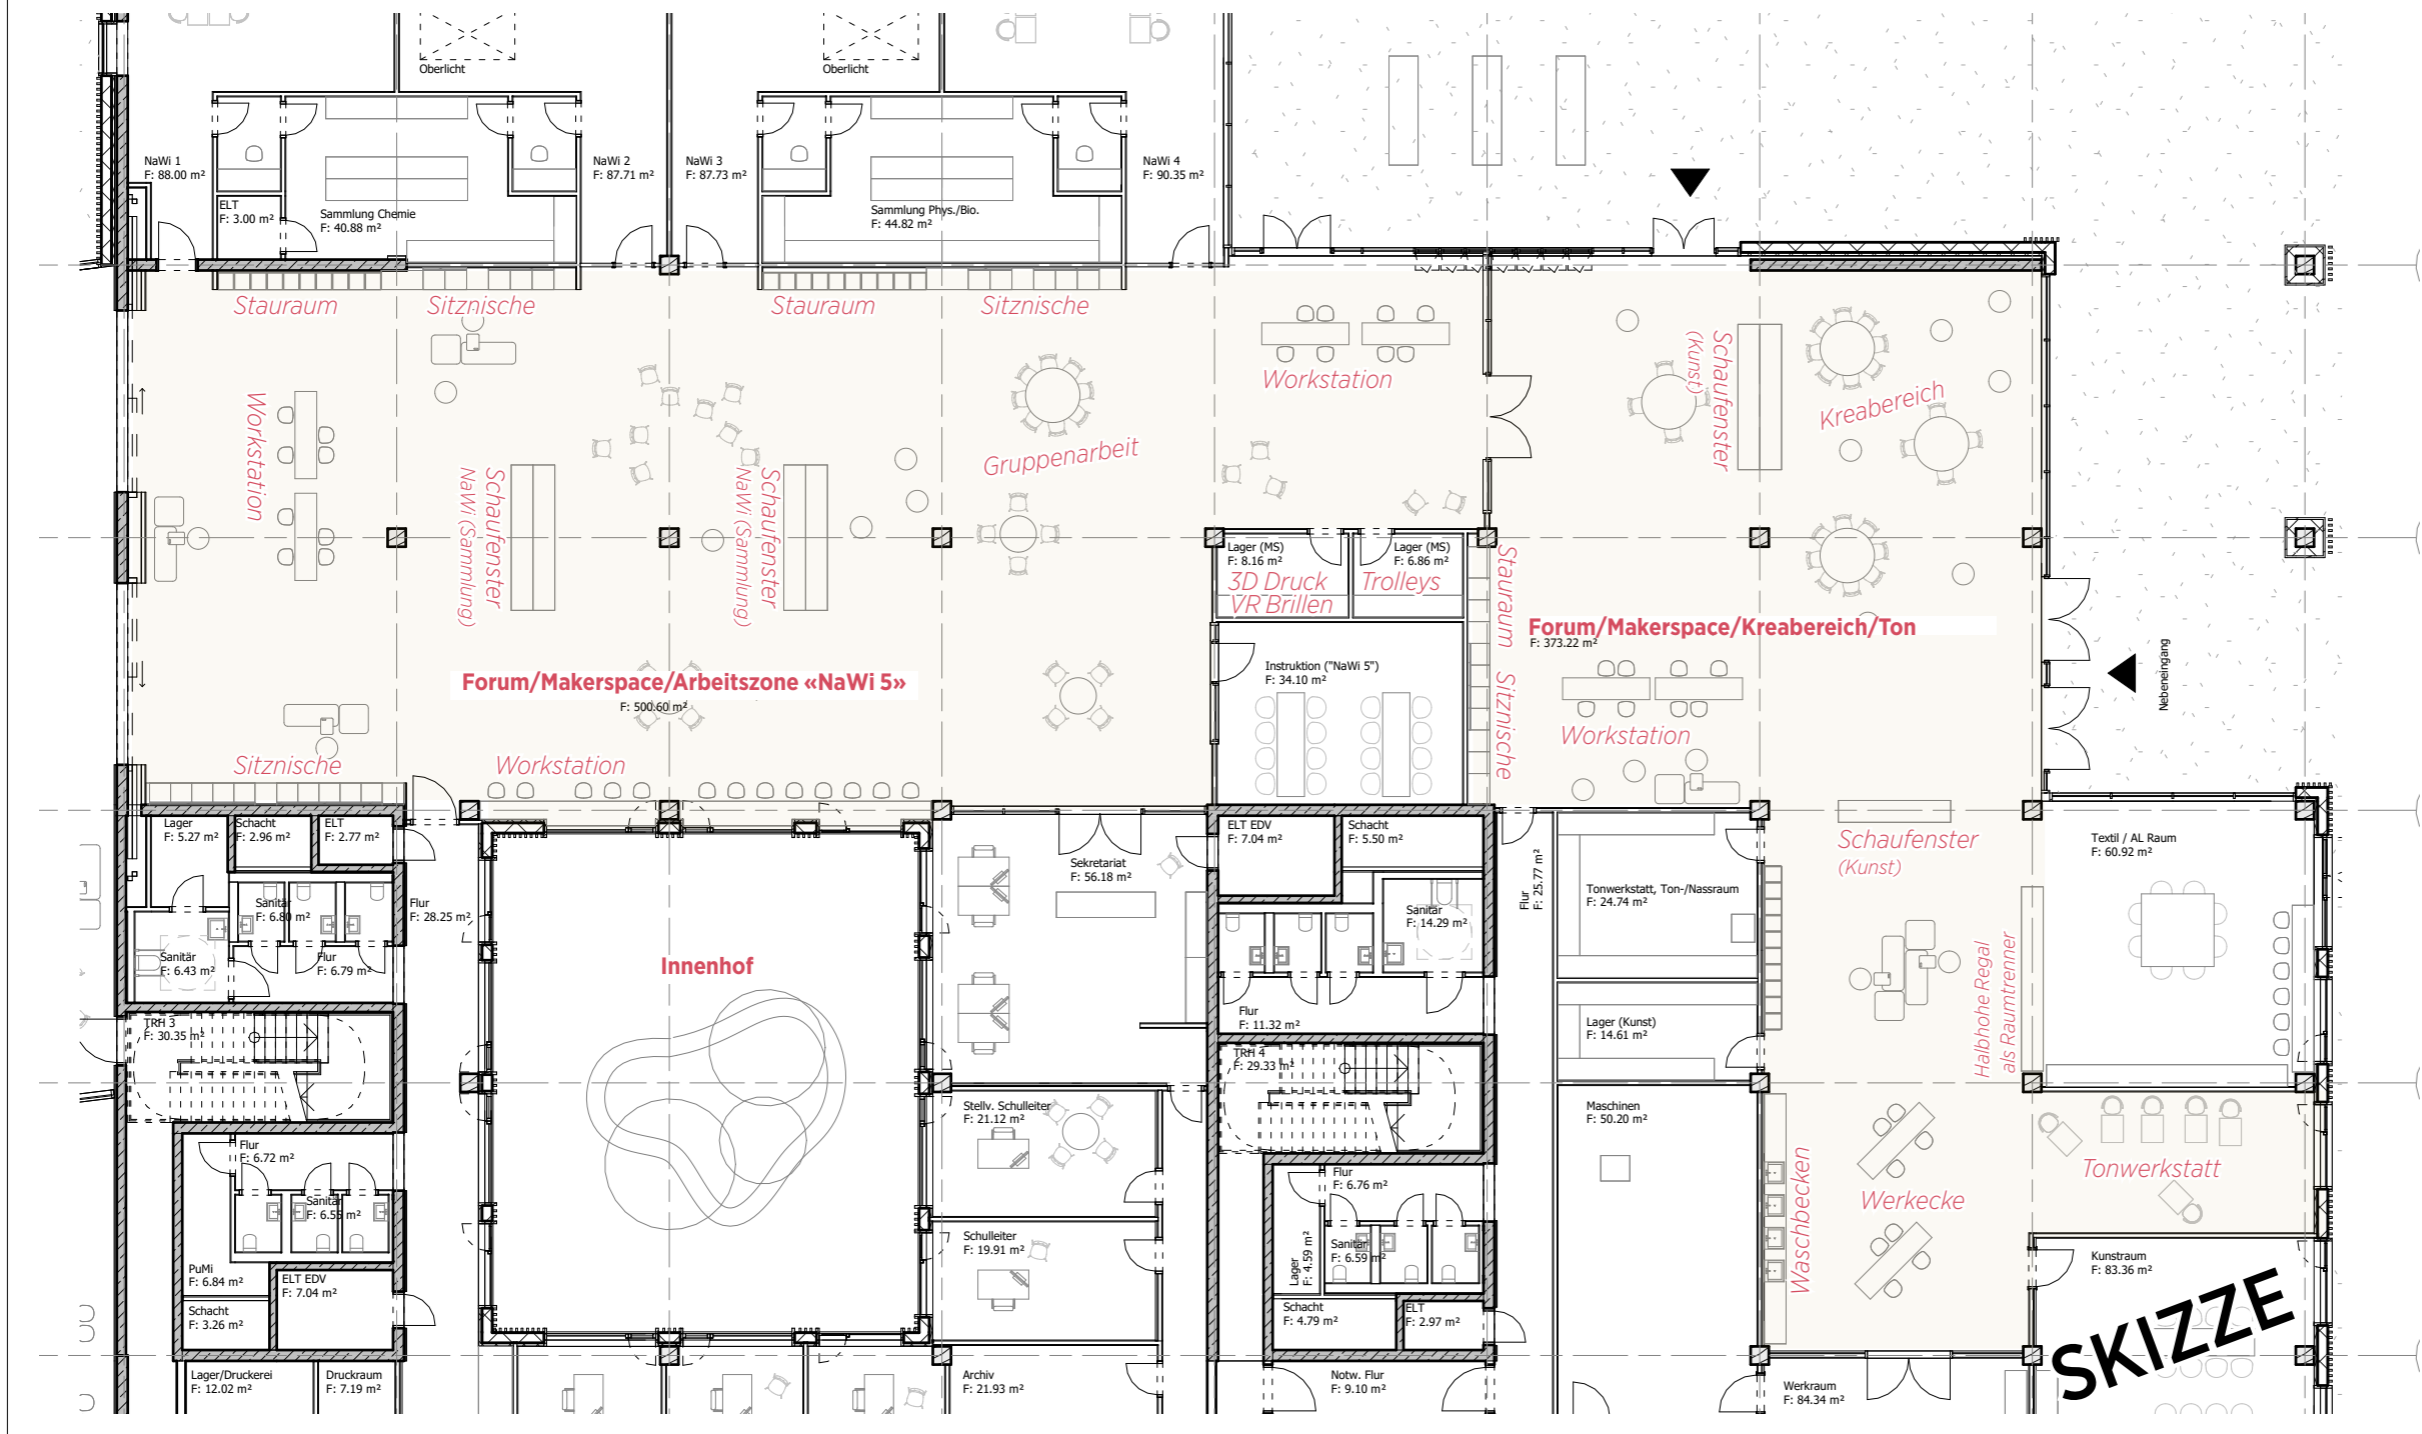 Oberlicht
Oberlicht
NaWi 1
F: 88.00 m²
NaWi 2
F: 87.71 m²
NaWi 3
F: 87.73 m²
NaWi 4
F: 90.35 m²
ELT
F: 3.00 m²
Sammlung Chemie
F: 40.88 m²
Sammlung Phys./Bio.
F: 44.82 m²
Stauraum
Sitznische
Stauraum
Sitznische
Workstation
Schaufenster
(Kunst)
Kreabereich
Workstation
Gruppenarbeit
Schaufenster
NaWi (Sammlung)
Schaufenster
NaWi (Sammlung)
Lager (MS)
F: 8.16 m²
3D Druck
VR Brillen
Lager (MS)
F: 6.86 m²
Trolleys
Stauraum
Sitznische
Forum/Makerspace/Kreabereich/Ton
F: 373.22 m²
Nebeneingang
Instruktion ("NaWi 5")
F: 34.10 m²
Forum/Makerspace/Arbeitszone «NaWi 5»
F: 500.60 m²
Workstation
Sitznische
Workstation
Lager
F: 5.27 m²
Schacht
F: 2.96 m²
ELT
F: 2.77 m²
ELT EDV
F: 7.04 m²
Schacht
F: 5.50 m²
Schaufenster
(Kunst)
Textil / AL Raum
F: 60.92 m²
Sekretariat
F: 56.18 m²
Flur
F: 25.77 m²
Tonwerkstatt, Ton-/Nassraum
F: 24.74 m²
Sanitär
F: 6.80 m²
Flur
F: 28.25 m²
Sanitär
F: 14.29 m²
Sanitär
F: 6.43 m²
Flur
F: 6.79 m²
Innenhof
Halbhohe Regal
als Raumtrenner
Flur
F: 11.32 m²
Lager (Kunst)
F: 14.61 m²
TRH 3
F: 30.35 m²
TRH 4
F: 29.33 m²
Stellv. Schulleiter
F: 21.12 m²
Maschinen
F: 50.20 m²
Flur
F: 6.72 m²
Flur
F: 6.76 m²
Waschbecken
Werkecke
Tonwerkstatt
Sanitär
F: 6.55 m²
Schulleiter
F: 19.91 m²
Lager
F: 4.59 m²
Sanitär
F: 6.59 m²
PuMi
F: 6.84 m²
ELT EDV
F: 7.04 m²
Kunstraum
F: 83.36 m²
Schacht
F: 3.26 m²
Schacht
F: 4.79 m²
ELT
F: 2.97 m²
SKIZZE
Lager/Druckerei
F: 12.02 m²
Druckraum
F: 7.19 m²
Archiv
F: 21.93 m²
Notw. Flur
F: 9.10 m²
Werkraum
F: 84.34 m²